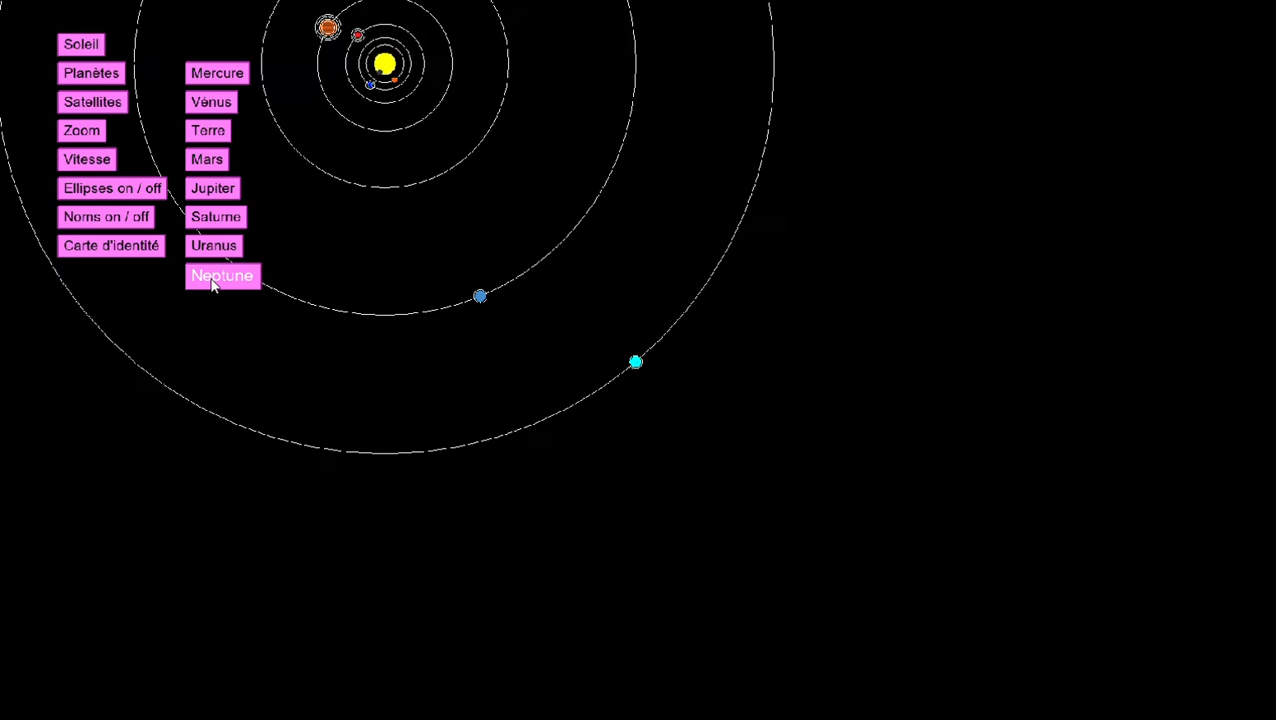 Soleil
Planètes
Satellites
Zoom
Vitesse
Ellipses on / off
Noms on / off
Carte d'identité
Mercure
Vénus
Terre
Mars
Jupiter
Saturne
Uranus
Neptune